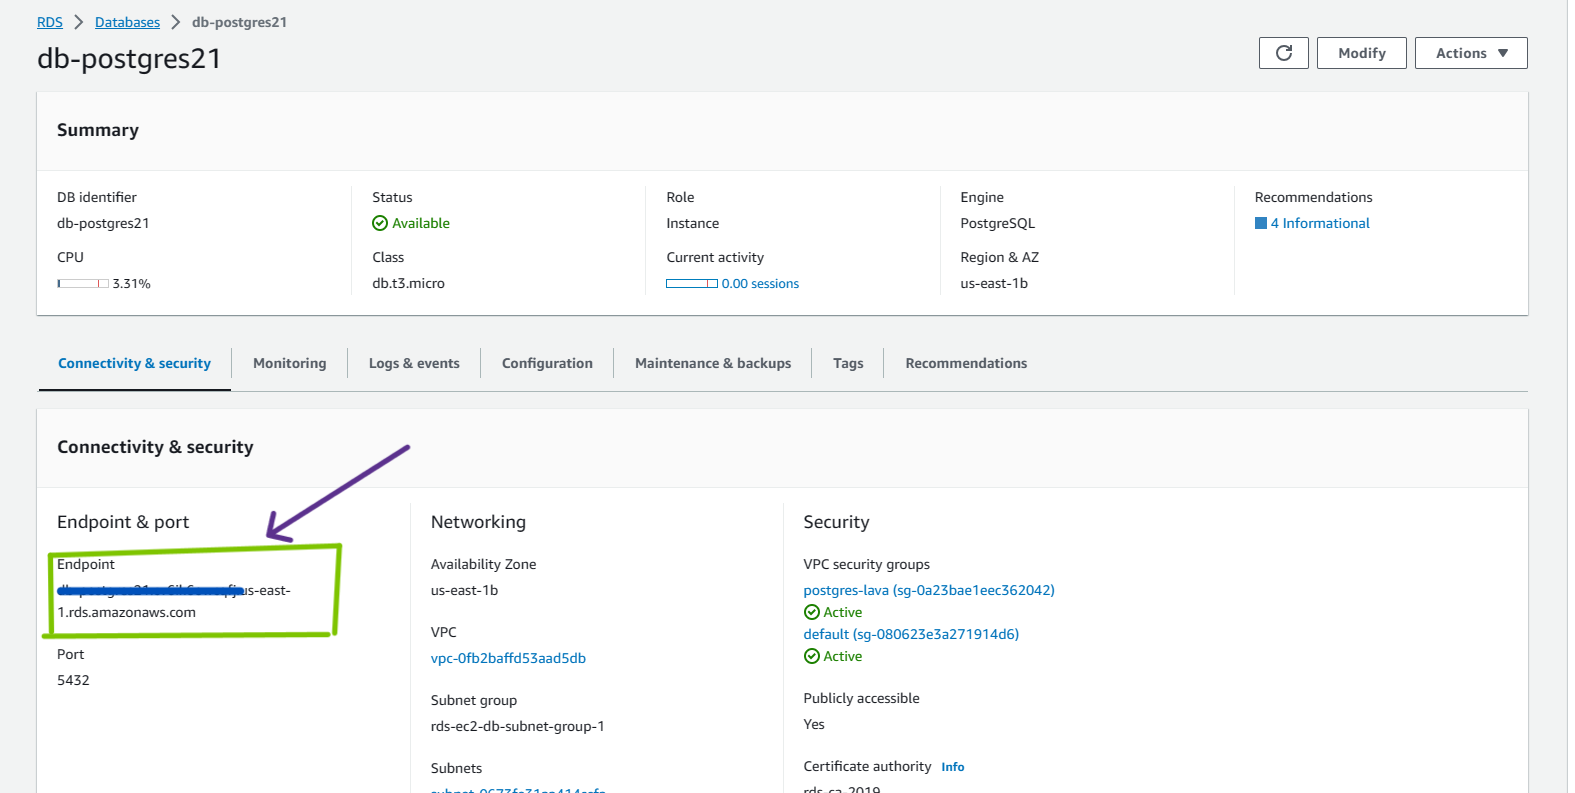 RDS > Databases > db-postgres21
db-postgres21
Modify
Actions
Summary
DB identifier
db-postgres21
Status
Available
Role
Instance
Engine
PostgreSQL
Recommendations
4 Informational
CPU
3.31%
Class
db.t3.micro
Current activity
0.00 sessions
Region & AZ
us-east-1b
Connectivity & security
Monitoring
Logs & events
Configuration
Maintenance & backups
Tags
Recommendations
Connectivity & security
Endpoint & port
Endpoint
us-east-
1.rds.amazonaws.com
Port
5432
Networking
Availability Zone
us-east-1b
VPC
vpc-0fb2baffd53aad5db
Subnet group
rds-ec2-db-subnet-group-1
Subnets
Security
VPC security groups
postgres-lava (sg-0a23bae1eec362042)
Active
default (sg-080623e3a271914d6)
Active
Publicly accessible
Yes
Certificate authority Info
rds-ca-2019